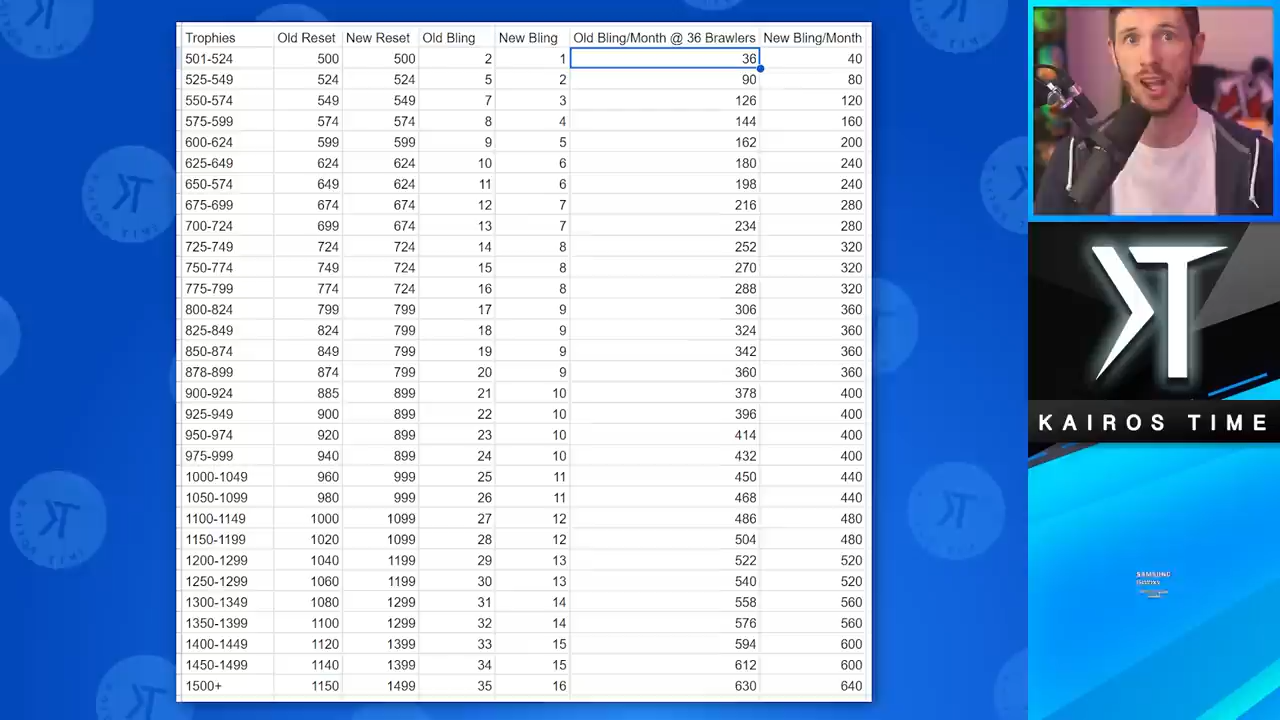 Trophies Old Reset New Reset Old Bling New Bling Old Bling/Month @ 36 Brawlers New Bling/Month
501-524 500 500 2 1 36 40
525-549 524 524 5 2 90 80
550-574 549 549 7 3 126 120
575-599 574 574 8 4 144 160
600-624 599 599 9 5 162 200
625-649 624 624 10 6 180 240
650-574 649 624 11 6 198 240
675-699 674 674 12 7 216 280
700-724 699 674 13 7 234 280
725-749 724 724 14 8 252 320
750-774 749 724 15 8 270 320
775-799 774 724 16 8 288 320
800-824 799 799 17 9 306 360
825-849 824 799 18 9 324 360
850-874 849 799 19 9 342 360
878-899 874 799 20 9 360 360
900-924 885 899 21 10 378 400
925-949 900 899 22 10 396 400
950-974 920 899 23 10 414 400
975-999 940 899 24 10 432 400
1000-1049 960 999 25 11 450 440
1050-1099 980 999 26 11 468 440
1100-1149 1000 1099 27 12 486 480
1150-1199 1020 1099 28 12 504 480
1200-1299 1040 1199 29 13 522 520
1250-1299 1060 1199 30 13 540 520
1300-1349 1080 1299 31 14 558 560
1350-1399 1100 1299 32 14 576 560
1400-1449 1120 1399 33 15 594 600
1450-1499 1140 1399 34 15 612 600
1500+ 1150 1499 35 16 630 640
KT
KAIROS TIME
SAMSUNG